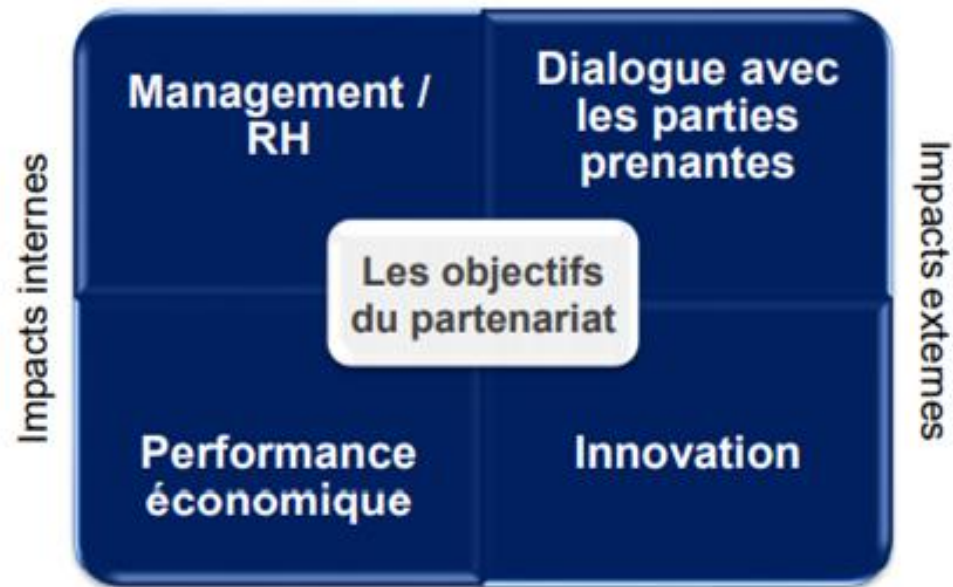 Impacts internes
Management /
RH
Dialogue avec
les parties
prenantes
Les objectifs
du partenariat
Performance
économique
Innovation
Impacts externes